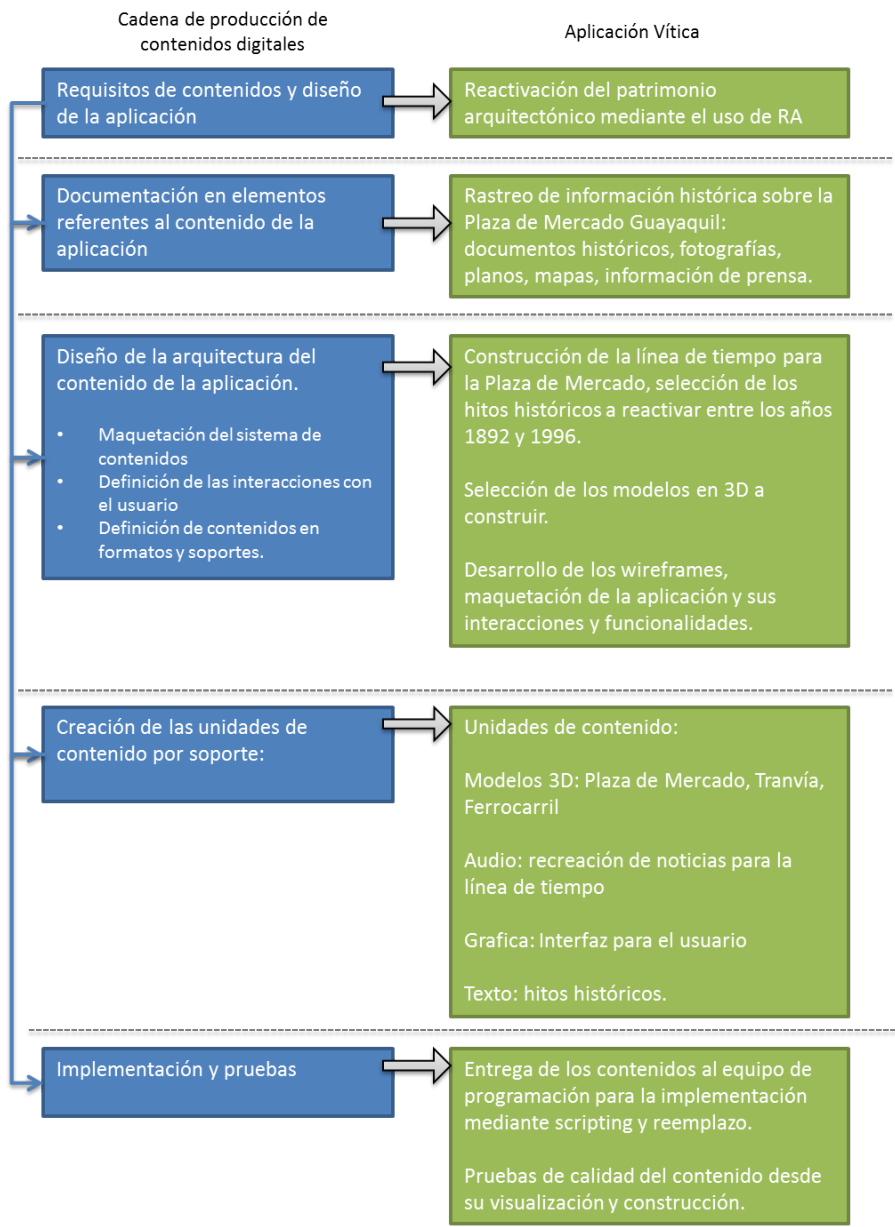 Cadena de producción de
contenidos digitales
Aplicación Vítica
Requisitos de contenidos y diseño
de la aplicación
Reactivación del patrimonio
arquitectónico mediante el uso de RA
Documentación en elementos
referentes al contenido de la
aplicación
Rastreo de información histórica sobre la
Plaza de Mercado Guayaquil:
documentos históricos, fotografías,
planos, mapas, información de prensa.
Diseño de la arquitectura del
contenido de la aplicación.
• Maquetación del sistema de
contenidos
• Definición de las interacciones con
el usuario
• Definición de contenidos en
formatos y soportes.
Construcción de la línea de tiempo para
la Plaza de Mercado, selección de los
hitos históricos a reactivar entre los años
1892 y 1996.
Selección de los modelos en 3D a
construir.
Desarrollo de los wireframes,
maquetación de la aplicación y sus
interacciones y funcionalidades.
Creación de las unidades de
contenido por soporte:
Unidades de contenido:
Modelos 3D: Plaza de Mercado, Tranvía,
Ferrocarril
Audio: recreación de noticias para la
línea de tiempo
Grafica: Interfaz para el usuario
Texto: hitos históricos.
Implementación y pruebas
Entrega de los contenidos al equipo de
programación para la implementación
mediante scripting y reemplazo.
Pruebas de calidad del contenido desde
su visualización y construcción.